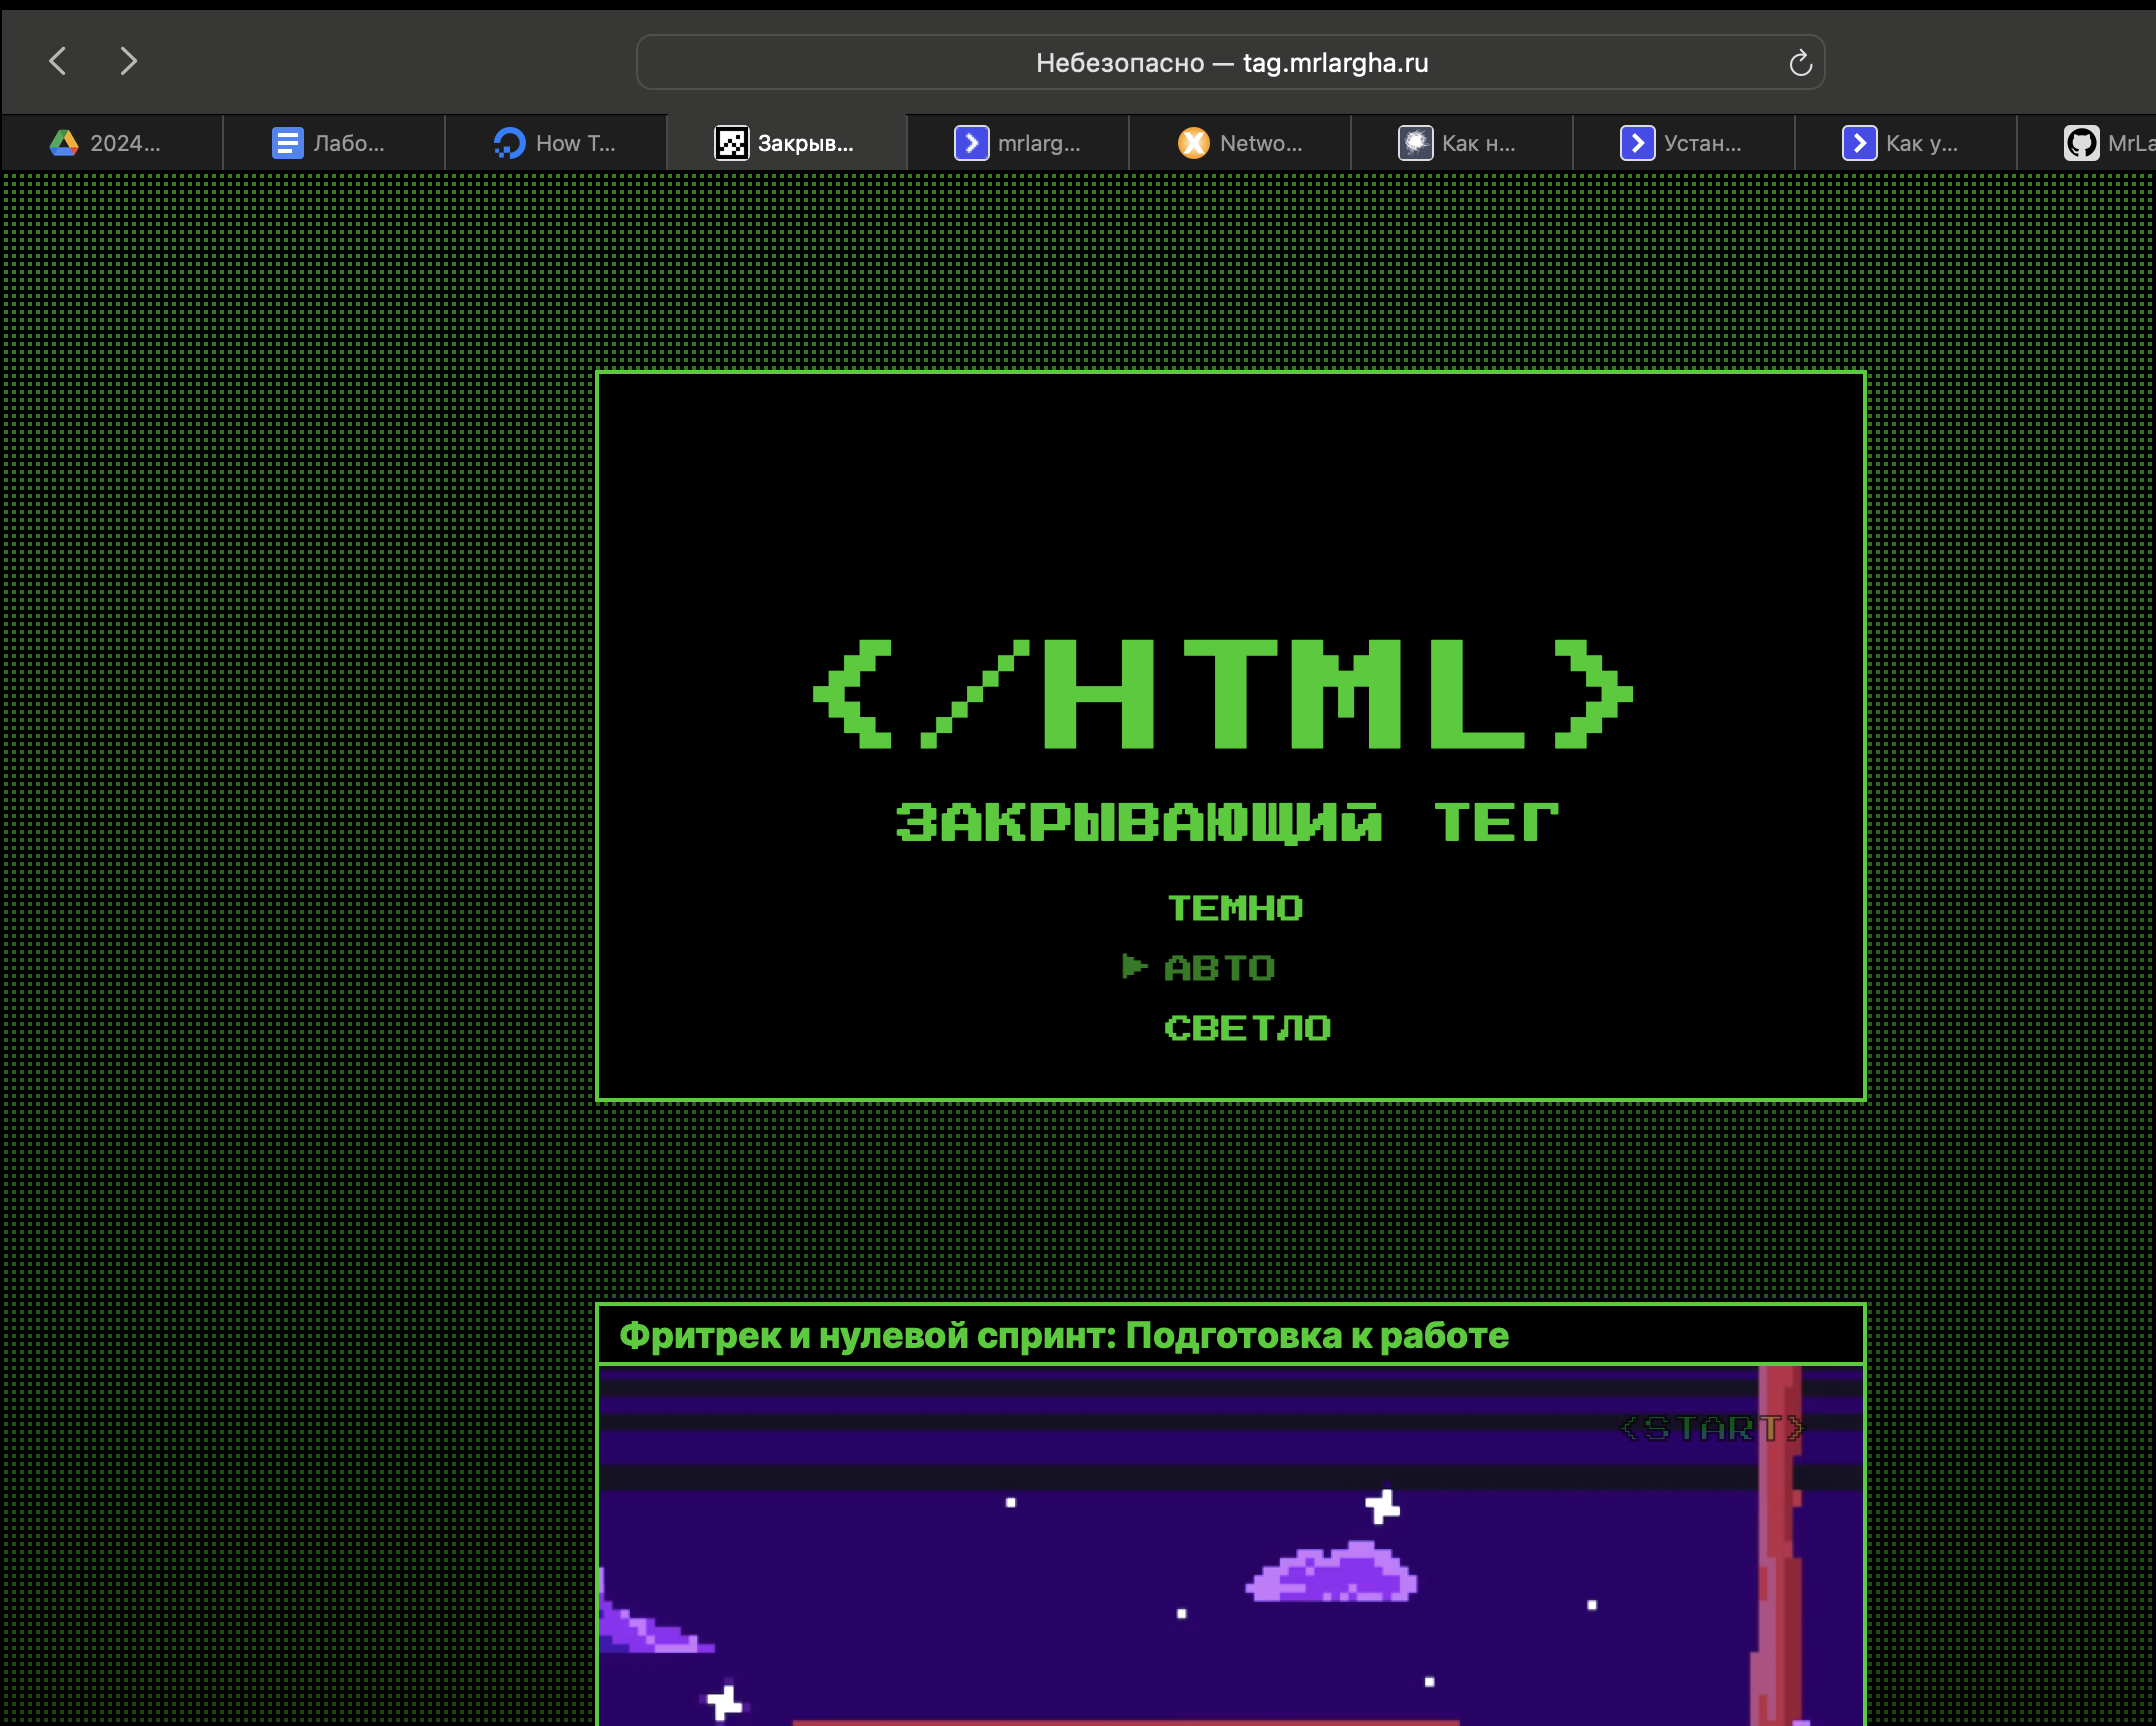 Небезопасно — tag.mrlargha.ru
2024... Лабо... How T... Закрыв... mrlarg... Netwo... Как н... Устан... Как у... MrLa
</HTML>
ЗАКРЫВАЮЩИЙ ТЕГ
ТЕМНО
АВТО
СВЕТЛО
Фритрек и нулевой спринт: Подготовка к работе
<START>